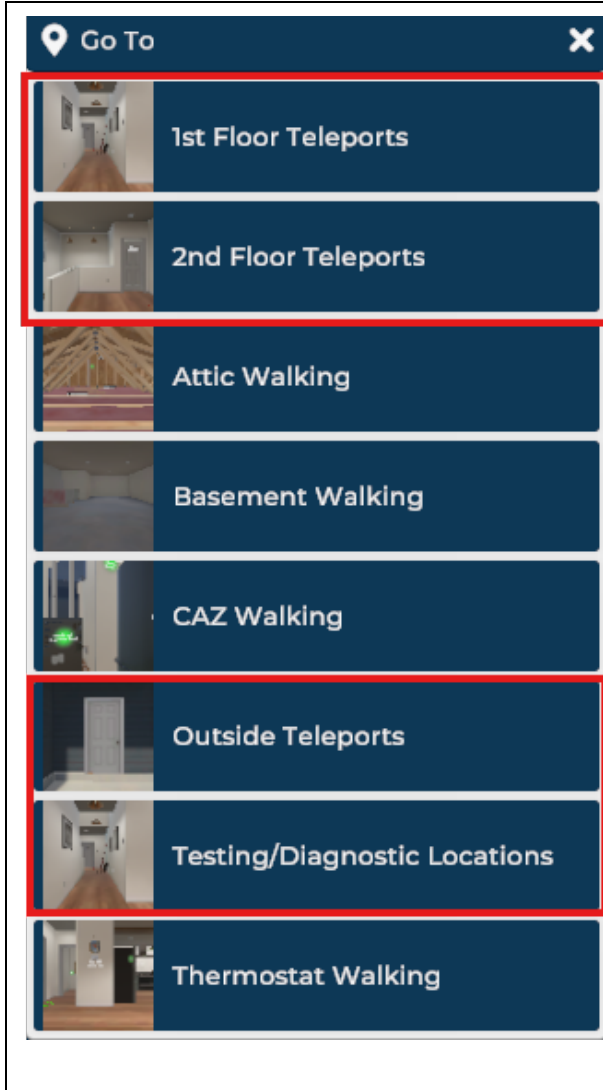 Go To
1st Floor Teleports
2nd Floor Teleports
Attic Walking
Basement Walking
CAZ Walking
Outside Teleports
Testing/Diagnostic Locations
Thermostat Walking